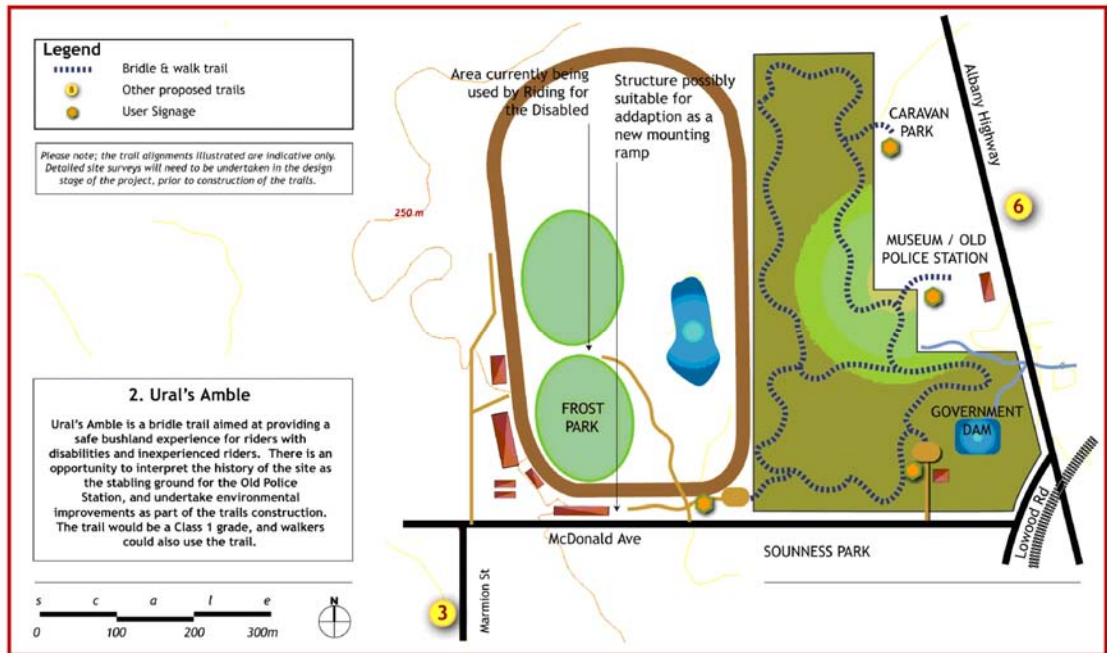 Legend
Bridle & walk trail
8
Other proposed trails
User Signage
Please note; the trail alignments illustrated are indicative only.
Detailed site surveys will need to be undertaken in the design
stage of the project, prior to construction of the trails.
Area currently being
used by Riding for
the Disabled
Structure possibly
suitable for
addaption as a
new mounting
ramp
250 m
CARAVAN
PARK
Albany Highway
6
MUSEUM / OLD
POLICE STATION
FROST
PARK
GOVERNMENT
DAM
2. Ural's Amble
Ural's Amble is a bridle trail aimed at providing a
safe bushland experience for riders with
disabilities and inexperienced riders. There is an
opportunity to interpret the history of the site as
the stabling ground for the Old Police
Station, and undertake environmental
improvements as part of the trails construction.
The trail would be a Class 1 grade, and walkers
could also use the trail.
McDonald Ave
SOUNNESS PARK
Lowood Rd
Marmion St
3
s c a l e
0 100 200 300m
N